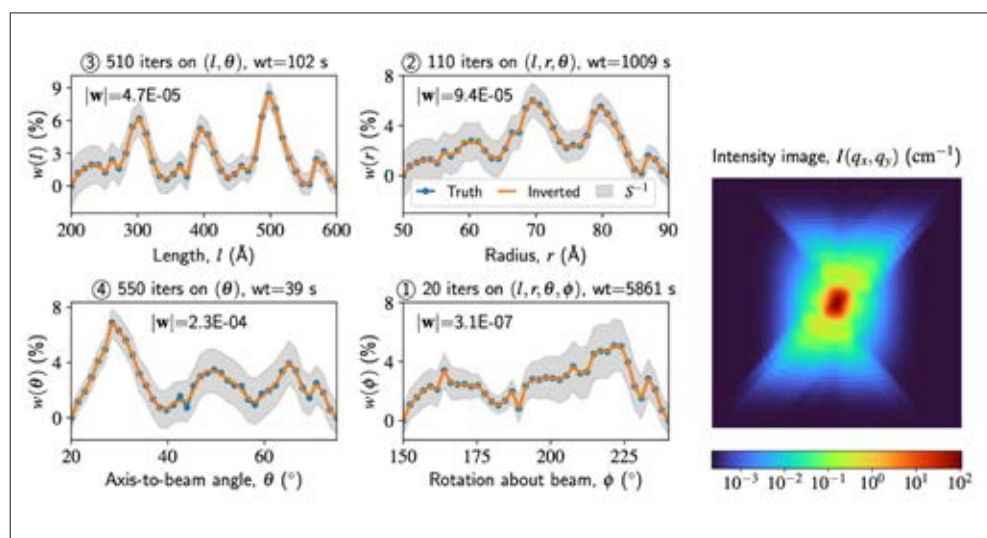 ③ 510 iters on (l, θ), wt=102 s
|w|=4.7E-05
w(l) (%)
9
6
3
0
200 300 400 500 600
Length, l (Å)
② 110 iters on (l, r, θ), wt=1009 s
|w|=9.4E-05
w(r) (%)
8
4
0
Truth Inverted S⁻¹
50 60 70 80 90
Radius, r (Å)
④ 550 iters on (θ), wt=39 s
|w|=2.3E-04
w(θ) (%)
8
4
0
20 40 60
Axis-to-beam angle, θ (°)
① 20 iters on (l, r, θ, ϕ), wt=5861 s
|w|=3.1E-07
w(ϕ) (%)
8
4
0
150 175 200 225
Rotation about beam, ϕ (°)
Intensity image, I(qₓ, q_y) (cm⁻¹)
10⁻³ 10⁻² 10⁻¹ 10⁰ 10¹ 10²